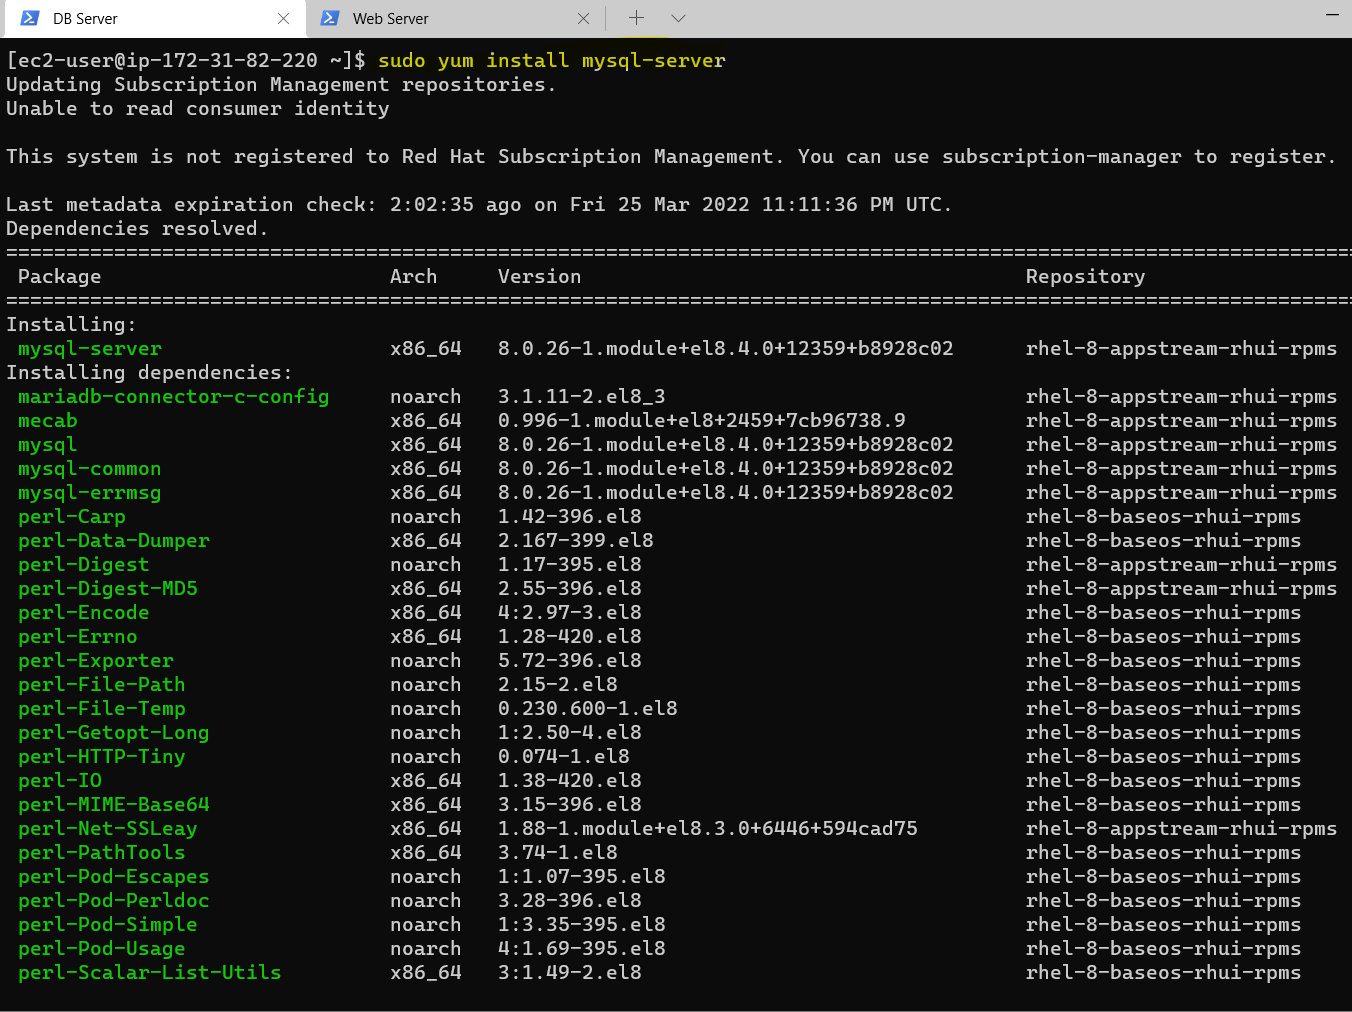 DB Server Web Server
[ec2-user@ip-172-31-82-220 ~]$ sudo yum install mysql-server
Updating Subscription Management repositories.
Unable to read consumer identity
This system is not registered to Red Hat Subscription Management. You can use subscription-manager to register.
Last metadata expiration check: 2:02:35 ago on Fri 25 Mar 2022 11:11:36 PM UTC.
Dependencies resolved.
================================================================================================================
Package Arch Version Repository
================================================================================================================
Installing:
mysql-server x86_64 8.0.26-1.module+el8.4.0+12359+b8928c02 rhel-8-appstream-rhui-rpms
Installing dependencies:
mariadb-connector-c-config noarch 3.1.11-2.el8_3 rhel-8-appstream-rhui-rpms
mecab x86_64 0.996-1.module+el8+2459+7cb96738.9 rhel-8-appstream-rhui-rpms
mysql x86_64 8.0.26-1.module+el8.4.0+12359+b8928c02 rhel-8-appstream-rhui-rpms
mysql-common x86_64 8.0.26-1.module+el8.4.0+12359+b8928c02 rhel-8-appstream-rhui-rpms
mysql-errmsg x86_64 8.0.26-1.module+el8.4.0+12359+b8928c02 rhel-8-appstream-rhui-rpms
perl-Carp noarch 1.42-396.el8 rhel-8-baseos-rhui-rpms
perl-Data-Dumper x86_64 2.167-399.el8 rhel-8-baseos-rhui-rpms
perl-Digest noarch 1.17-395.el8 rhel-8-appstream-rhui-rpms
perl-Digest-MD5 x86_64 2.55-396.el8 rhel-8-appstream-rhui-rpms
perl-Encode x86_64 4:2.97-3.el8 rhel-8-baseos-rhui-rpms
perl-Errno x86_64 1.28-420.el8 rhel-8-baseos-rhui-rpms
perl-Exporter noarch 5.72-396.el8 rhel-8-baseos-rhui-rpms
perl-File-Path noarch 2.15-2.el8 rhel-8-baseos-rhui-rpms
perl-File-Temp noarch 0.230.600-1.el8 rhel-8-baseos-rhui-rpms
perl-Getopt-Long noarch 1:2.50-4.el8 rhel-8-baseos-rhui-rpms
perl-HTTP-Tiny noarch 0.074-1.el8 rhel-8-baseos-rhui-rpms
perl-IO x86_64 1.38-420.el8 rhel-8-baseos-rhui-rpms
perl-MIME-Base64 x86_64 3.15-396.el8 rhel-8-baseos-rhui-rpms
perl-Net-SSLeay x86_64 1.88-1.module+el8.3.0+6446+594cad75 rhel-8-appstream-rhui-rpms
perl-PathTools x86_64 3.74-1.el8 rhel-8-baseos-rhui-rpms
perl-Pod-Escapes noarch 1:1.07-395.el8 rhel-8-baseos-rhui-rpms
perl-Pod-Perldoc noarch 3.28-396.el8 rhel-8-baseos-rhui-rpms
perl-Pod-Simple noarch 1:3.35-395.el8 rhel-8-baseos-rhui-rpms
perl-Pod-Usage noarch 4:1.69-395.el8 rhel-8-baseos-rhui-rpms
perl-Scalar-List-Utils x86_64 3:1.49-2.el8 rhel-8-baseos-rhui-rpms